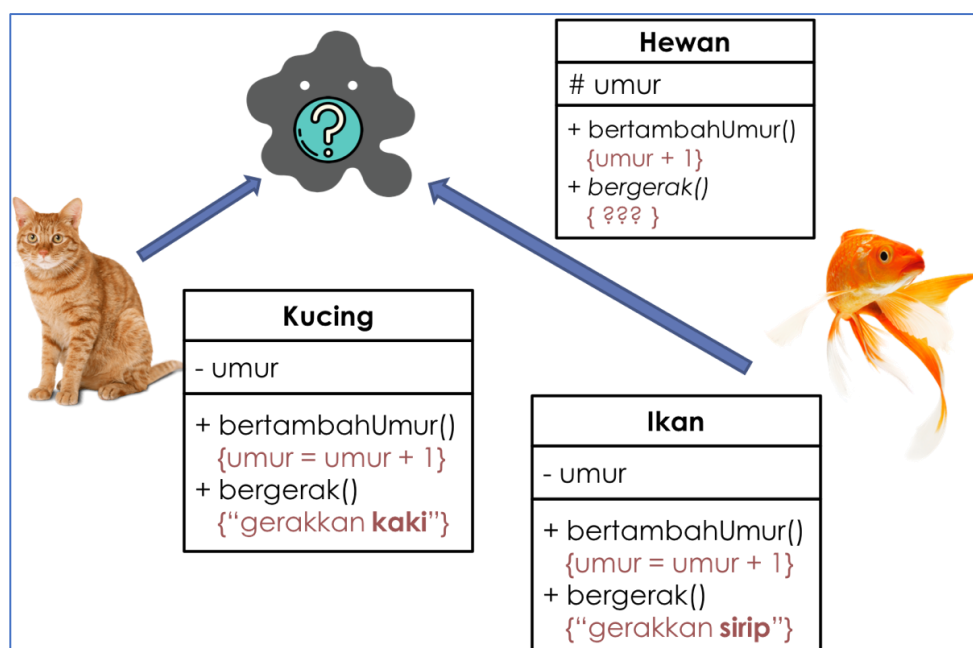 ?
Hewan
# umur
+ bertambahUmur()
{umur + 1}
+ bergerak()
{ ??? }
Kucing
- umur
+ bertambahUmur()
{umur = umur + 1}
+ bergerak()
{“gerakkan kaki”}
Ikan
- umur
+ bertambahUmur()
{umur = umur + 1}
+ bergerak()
{“gerakkan sirip”}